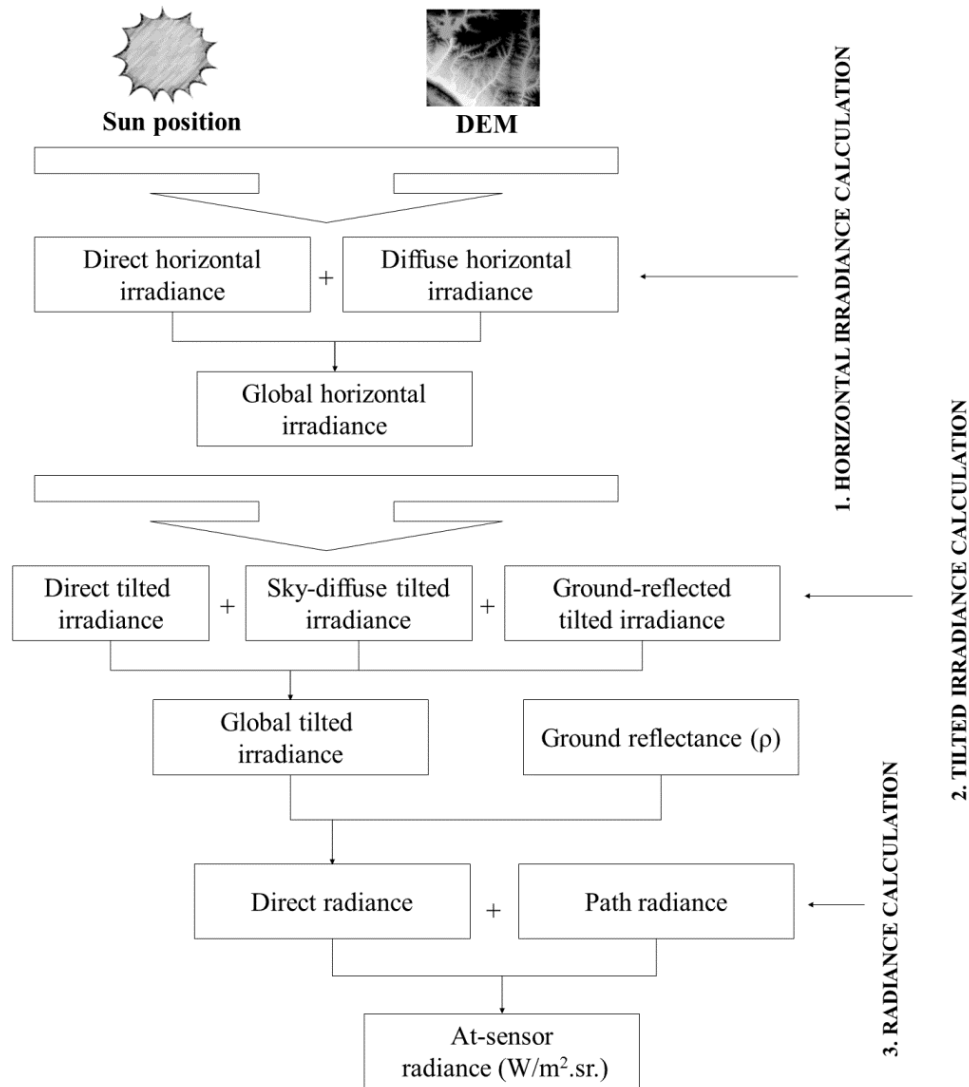 Sun position
DEM
1. HORIZONTAL IRRADIANCE CALCULATION
Direct horizontal
irradiance
+
Diffuse horizontal
irradiance
Global horizontal
irradiance
2. TILTED IRRADIANCE CALCULATION
Direct tilted
irradiance
+
Sky-diffuse tilted
irradiance
+
Ground-reflected
tilted irradiance
Global tilted
irradiance
Ground reflectance (ρ)
3. RADIANCE CALCULATION
Direct radiance
+
Path radiance
At-sensor
radiance (W/m².sr.)